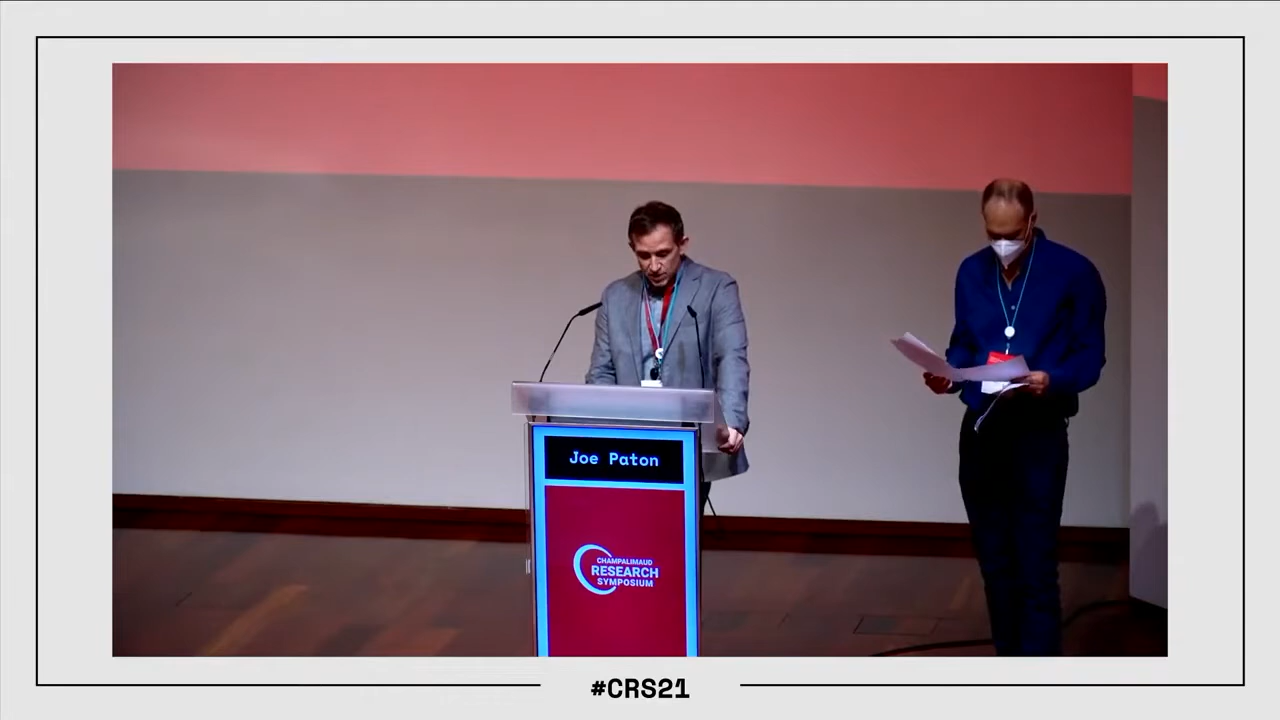 Joe Paton
CHAMPALIMAUD
RESEARCH
SYMPOSIUM
#CRS21